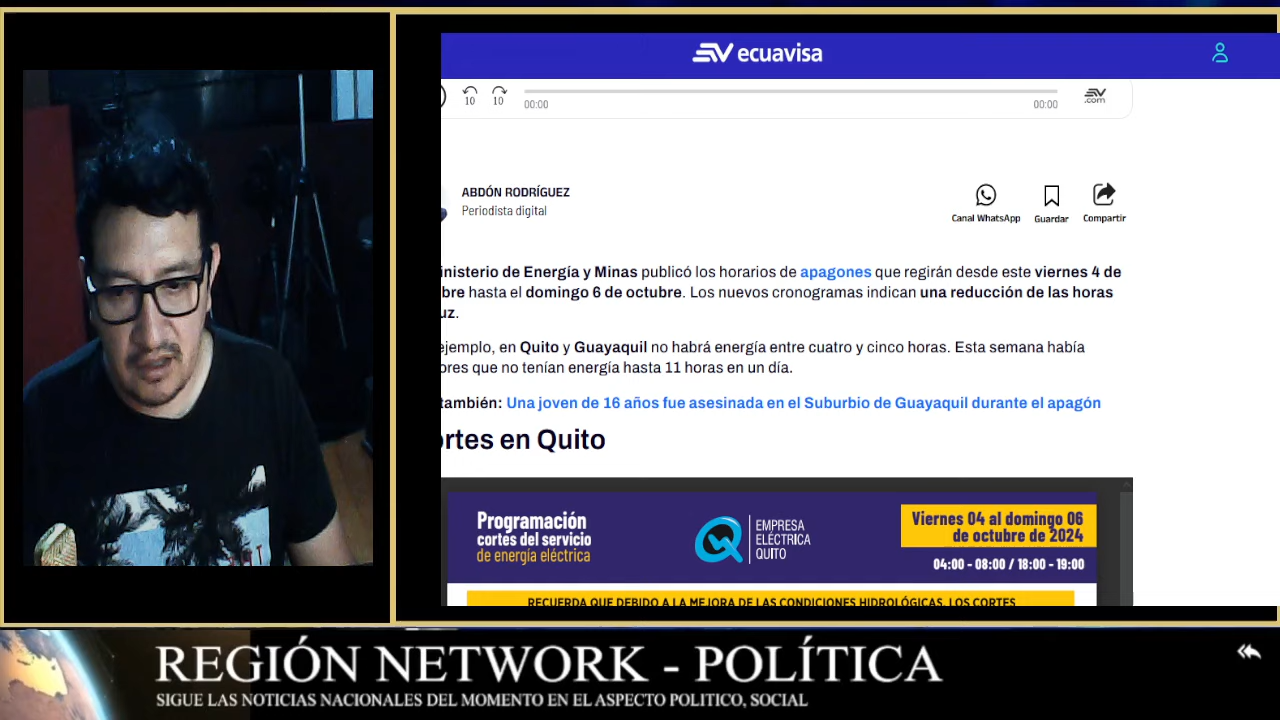 ecuavisa
10 10 00:00 00:00 .com
ABDÓN RODRÍGUEZ
Periodista digital
Canal WhatsApp Guardar Compartir
inisterio de Energía y Minas publicó los horarios de apagones que regirán desde este viernes 4 de
bre hasta el domingo 6 de octubre. Los nuevos cronogramas indican una reducción de las horas
uz.
ejemplo, en Quito y Guayaquil no habrá energía entre cuatro y cinco horas. Esta semana había
ores que no tenían energía hasta 11 horas en un día.
también: Una joven de 16 años fue asesinada en el Suburbio de Guayaquil durante el apagón
ortes en Quito
Programación
cortes del servicio
de energía eléctrica
EMPRESA
ELÉCTRICA
QUITO
Viernes 04 al domingo 06
de octubre de 2024
04:00 - 08:00 / 18:00 - 19:00
RECUERDA QUE DEBIDO A LA MEJORA DE LAS CONDICIONES HIDROLÓGICAS, LOS CORTES
REGIÓN NETWORK - POLÍTICA
SIGUE LAS NOTICIAS NACIONALES DEL MOMENTO EN EL ASPECTO POLITICO, SOCIAL